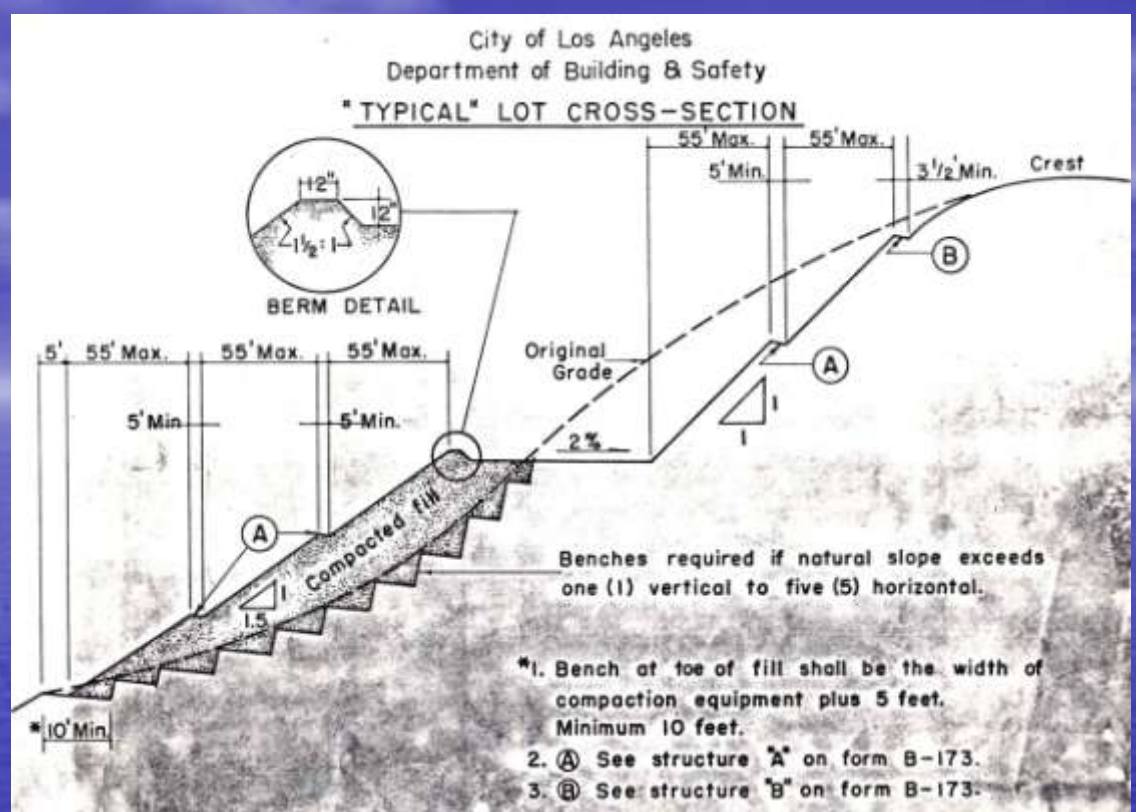 City of Los Angeles
Department of Building & Safety
"TYPICAL" LOT CROSS-SECTION
55' Max.
55' Max.
5' Min.
3 1/2' Min.
Crest
12"
12"
1 1/2 : 1
BERM DETAIL
B
5'
55' Max.
55' Max.
55' Max.
Original
Grade
A
5' Min
5' Min.
1
1
2%
A
Compacted fill
1
1.5
Benches required if natural slope exceeds
one (1) vertical to five (5) horizontal.
*1. Bench at toe of fill shall be the width of
compaction equipment plus 5 feet.
Minimum 10 feet.
* 10' Min.
2. A See structure "A" on form B-173.
3. B See structure "B" on form B-173.